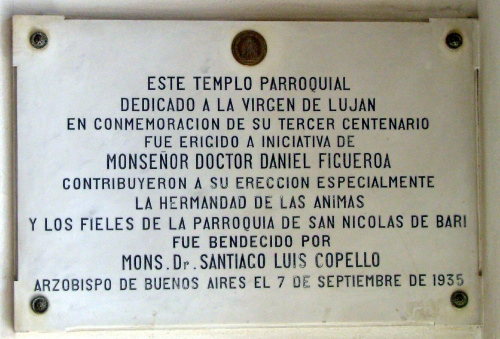 ESTE TEMPLO PARROQUIAL
DEDICADO A LA VIRGEN DE LUJAN
EN CONMEMORACION DE SU TERCER CENTENARIO
FUE ERIGIDO A INICIATIVA DE
MONSEÑOR DOCTOR DANIEL FIGUEROA
CONTRIBUYERON A SU ERECCION ESPECIALMENTE
LA HERMANDAD DE LAS ANIMAS
Y LOS FIELES DE LA PARROQUIA DE SAN NICOLAS DE BARI
FUE BENDECIDO POR
MONS. Dr. SANTIAGO LUIS COPELLO
ARZOBISPO DE BUENOS AIRES EL 7 DE SEPTIEMBRE DE 1935